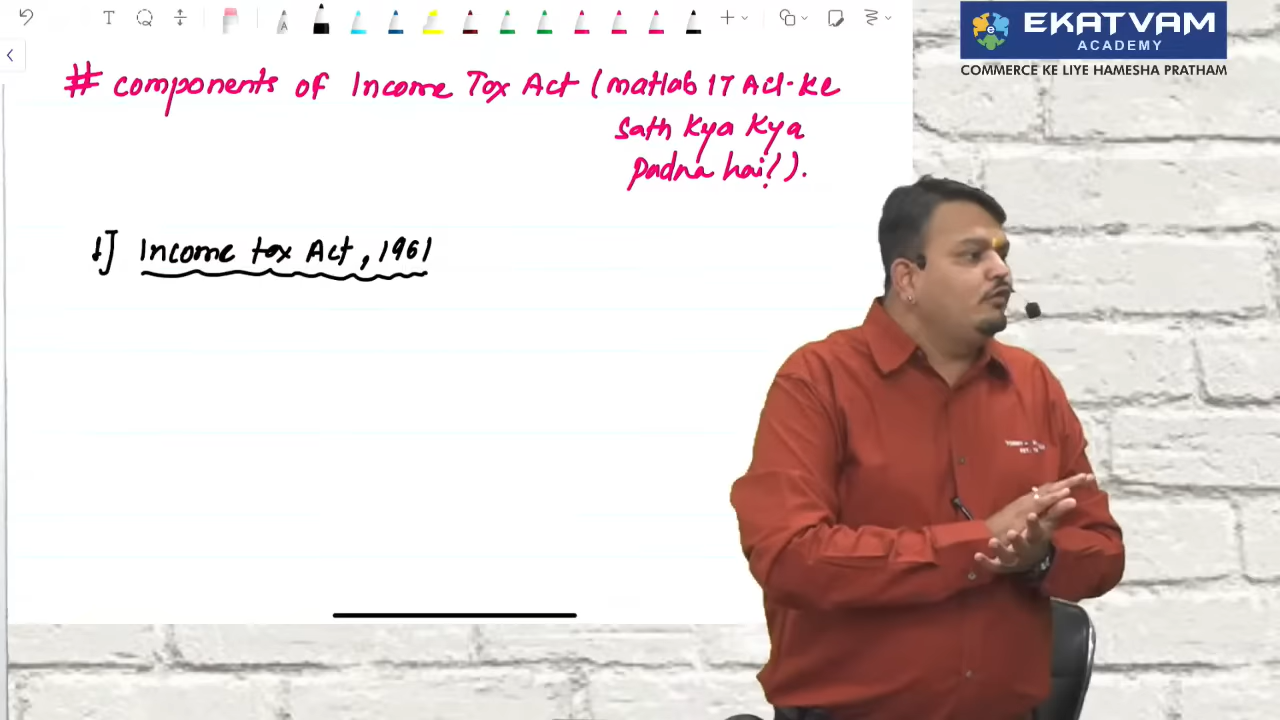 EKATVAM
ACADEMY
COMMERCE KE LIYE HAMESHA PRATHAM
# components of Income Tax Act (matlab IT Act. ke
sath kya kya
padna hai?).
1] Income tax Act, 1961